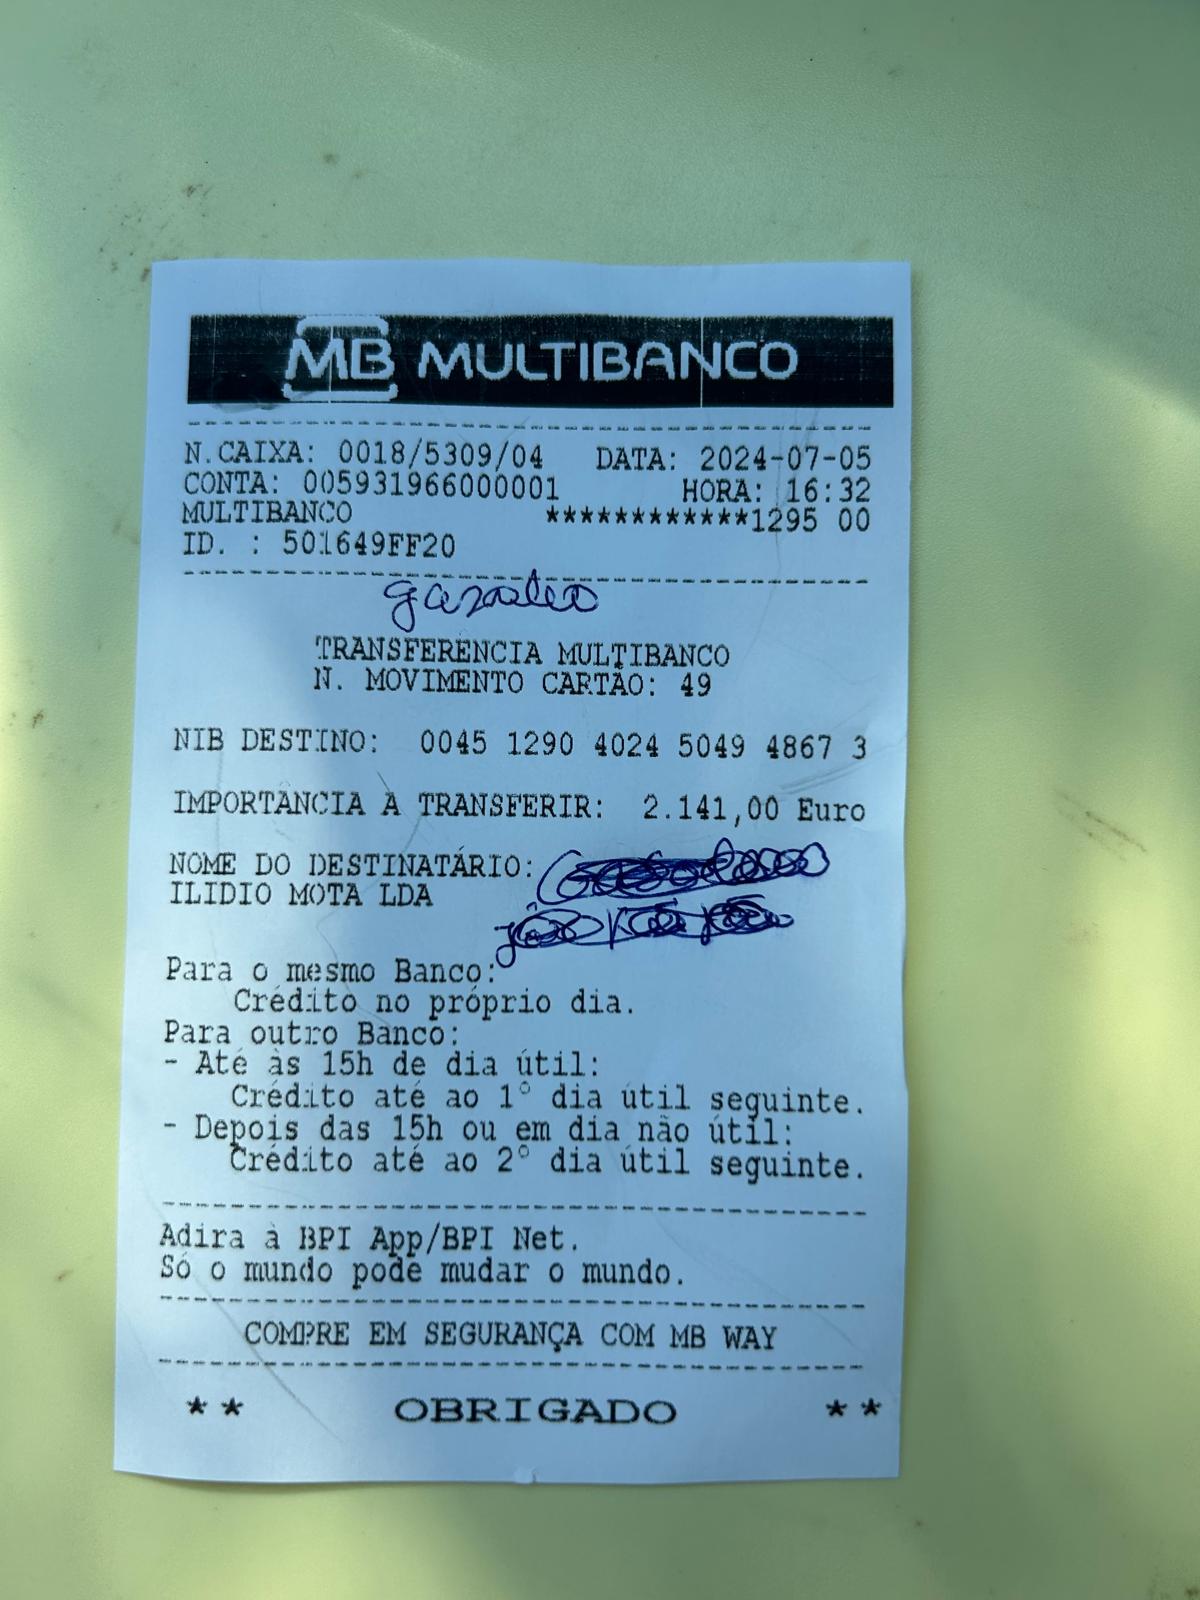 MB MULTIBANCO
N.CAIXA: 0018/5309/04 DATA: 2024-07-05
CONTA: 005931966000001 HORA: 16:32
MULTIBANCO ************1295 00
ID. : 501649FF20
TRANSFERÊNCIA MULTIBANCO
N. MOVIMENTO CARTÃO: 49
NIB DESTINO: 0045 1290 4024 5049 4867 3
IMPORTÂNCIA A TRANSFERIR: 2.141,00 Euro
NOME DO DESTINATÁRIO:
ILIDIO MOTA LDA
Para o mesmo Banco:
Crédito no próprio dia.
Para outro Banco:
- Até às 15h de dia útil:
Crédito até ao 1º dia útil seguinte.
- Depois das 15h ou em dia não útil:
Crédito até ao 2º dia útil seguinte.
Adira à BPI App/BPI Net.
Só o mundo pode mudar o mundo.
COMPRE EM SEGURANÇA COM MB WAY
** OBRIGADO **